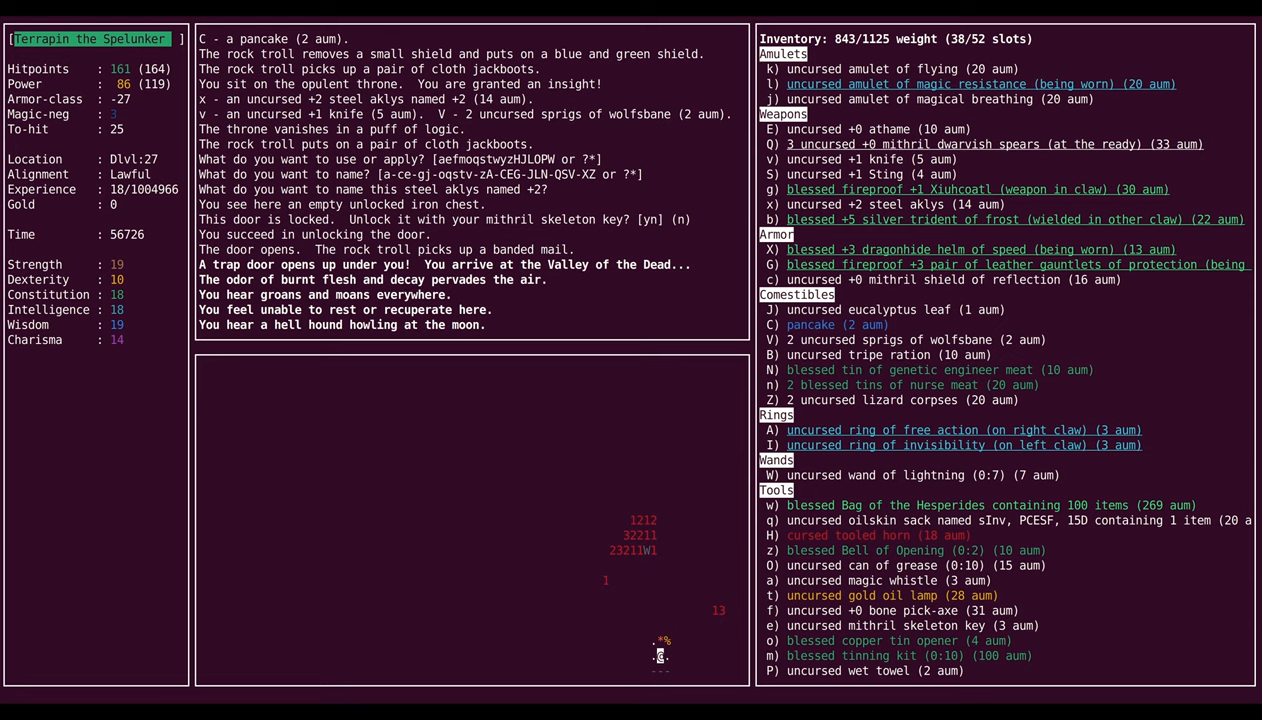 [Terrapin the Spelunker ]
Hitpoints : 161 (164)
Power : 86 (119)
Armor-class : -27
Magic-neg : 3
To-hit : 25
Location : Dlvl:27
Alignment : Lawful
Experience : 18/1004966
Gold : 0
Time : 56726
Strength : 19
Dexterity : 10
Constitution : 18
Intelligence : 18
Wisdom : 19
Charisma : 14
C - a pancake (2 aum).
The rock troll removes a small shield and puts on a blue and green shield.
The rock troll picks up a pair of cloth jackboots.
You sit on the opulent throne.  You are granted an insight!
x - an uncursed +2 steel aklys named +2 (14 aum).
v - an uncursed +1 knife (5 aum).  V - 2 uncursed sprigs of wolfsbane (2 aum).
The throne vanishes in a puff of logic.
The rock troll puts on a pair of cloth jackboots.
What do you want to use or apply? [aefmoqstwyzHJLOPW or ?*]
What do you want to name? [a-ce-gj-oqstv-zA-CEG-JLN-QSV-XZ or ?*]
What do you want to name this steel aklys named +2?
You see here an empty unlocked iron chest.
This door is locked.  Unlock it with your mithril skeleton key? [yn] (n)
You succeed in unlocking the door.
The door opens.  The rock troll picks up a banded mail.
A trap door opens up under you!  You arrive at the Valley of the Dead...
The odor of burnt flesh and decay pervades the air.
You hear groans and moans everywhere.
You feel unable to rest or recuperate here.
You hear a hell hound howling at the moon.
1212
32211
23211W1
1
13
.*%
.@.
---
Inventory: 843/1125 weight (38/52 slots)
Amulets
k) uncursed amulet of flying (20 aum)
l) uncursed amulet of magic resistance (being worn) (20 aum)
j) uncursed amulet of magical breathing (20 aum)
Weapons
E) uncursed +0 athame (10 aum)
Q) 3 uncursed +0 mithril dwarvish spears (at the ready) (33 aum)
v) uncursed +1 knife (5 aum)
S) uncursed +1 Sting (4 aum)
g) blessed fireproof +1 Xiuhcoatl (weapon in claw) (30 aum)
x) uncursed +2 steel aklys (14 aum)
b) blessed +5 silver trident of frost (wielded in other claw) (22 aum)
Armor
X) blessed +3 dragonhide helm of speed (being worn) (13 aum)
G) blessed fireproof +3 pair of leather gauntlets of protection (being
c) uncursed +0 mithril shield of reflection (16 aum)
Comestibles
J) uncursed eucalyptus leaf (1 aum)
C) pancake (2 aum)
V) 2 uncursed sprigs of wolfsbane (2 aum)
B) uncursed tripe ration (10 aum)
N) blessed tin of genetic engineer meat (10 aum)
n) 2 blessed tins of nurse meat (20 aum)
Z) 2 uncursed lizard corpses (20 aum)
Rings
A) uncursed ring of free action (on right claw) (3 aum)
I) uncursed ring of invisibility (on left claw) (3 aum)
Wands
W) uncursed wand of lightning (0:7) (7 aum)
Tools
w) blessed Bag of the Hesperides containing 100 items (269 aum)
q) uncursed oilskin sack named sInv, PCESF, 15D containing 1 item (20 a
H) cursed tooled horn (18 aum)
z) blessed Bell of Opening (0:2) (10 aum)
O) uncursed can of grease (0:10) (15 aum)
a) uncursed magic whistle (3 aum)
t) uncursed gold oil lamp (28 aum)
f) uncursed +0 bone pick-axe (31 aum)
e) uncursed mithril skeleton key (3 aum)
o) blessed copper tin opener (4 aum)
m) blessed tinning kit (0:10) (100 aum)
P) uncursed wet towel (2 aum)